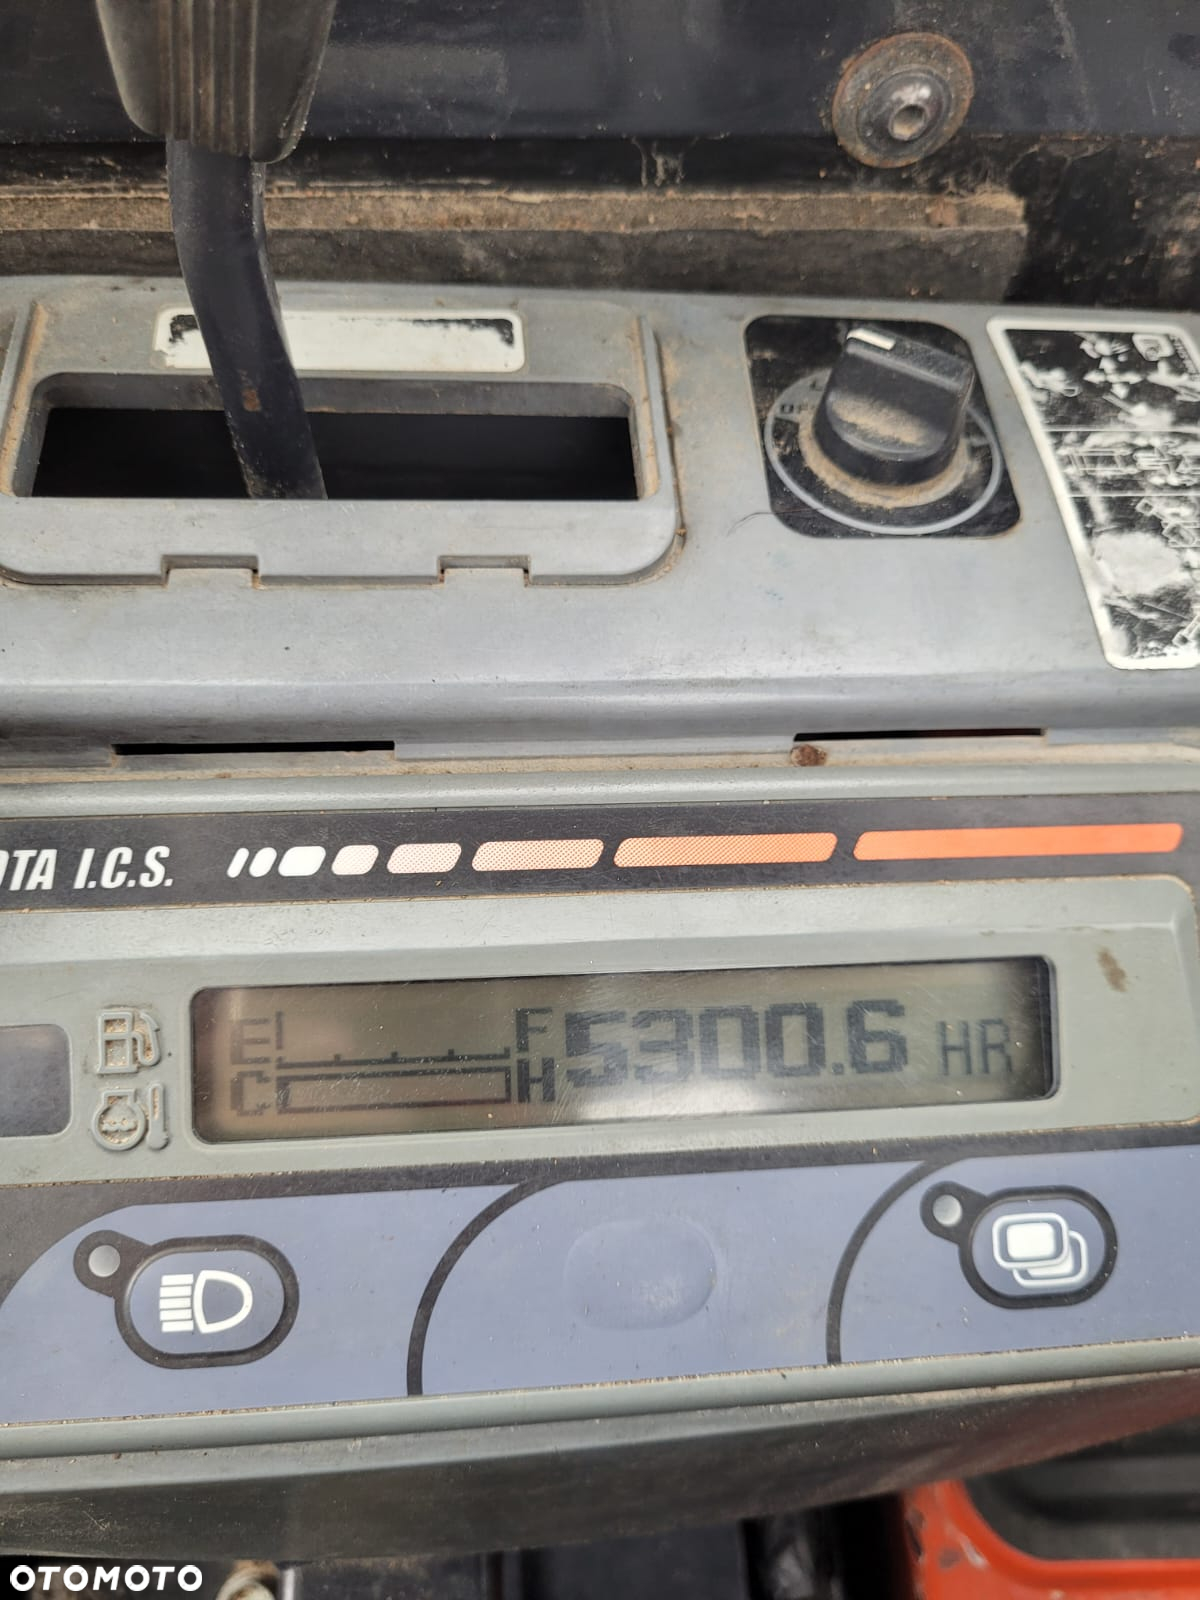 OTA I.C.S.
E F 5300.6 HR
C H
OTOMOTO